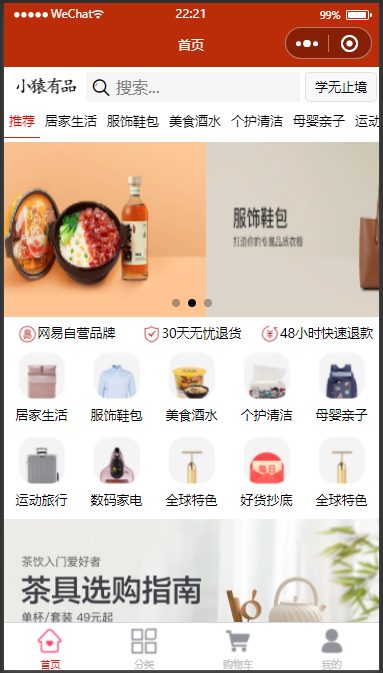 WeChat 22:21 99%
首页
小猿有品 搜索... 学无止境
推荐 居家生活 服饰鞋包 美食酒水 个护清洁 母婴亲子 运动
服饰鞋包
打造你的专属品质衣橱
网易自营品牌 30天无忧退货 48小时快速退款
居家生活 服饰鞋包 美食酒水 个护清洁 母婴亲子
每日
运动旅行 数码家电 全球特色 好货抄底 全球特色
茶饮入门爱好者
茶具选购指南
单杯/套装 49元起
首页 分类 购物车 我的